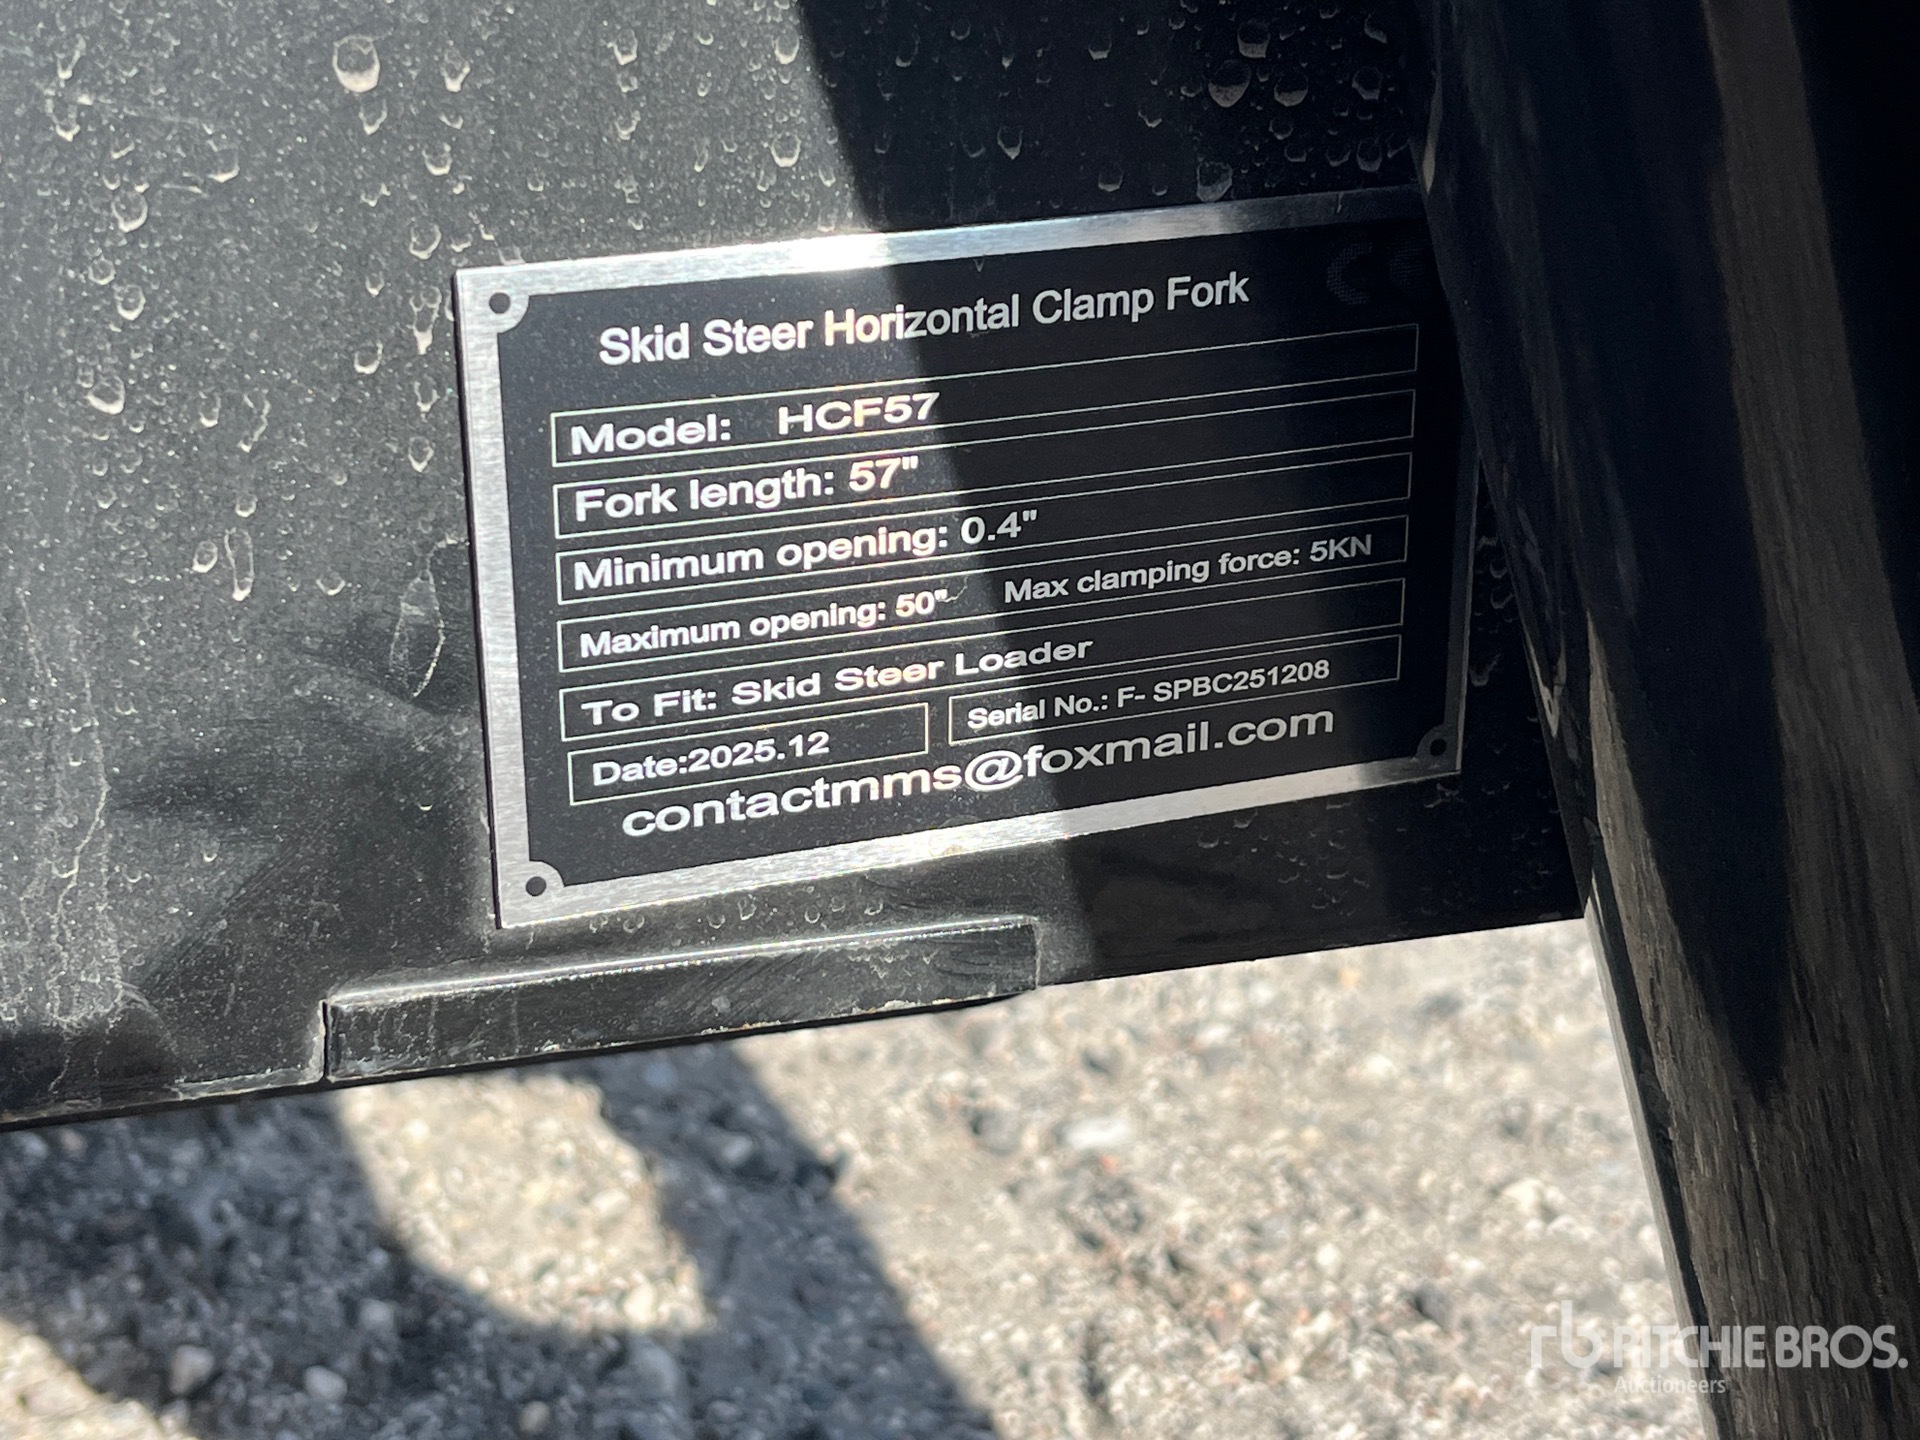 CE
Skid Steer Horizontal Clamp Fork
Model: HCF57
Fork length: 57"
Minimum opening: 0.4"
Maximum opening: 50" Max clamping force: 5KN
To Fit: Skid Steer Loader
Date:2025.12 Serial No.: F- SPBC251208
contactmms@foxmail.com
rb RITCHIE BROS.
Auctioneers